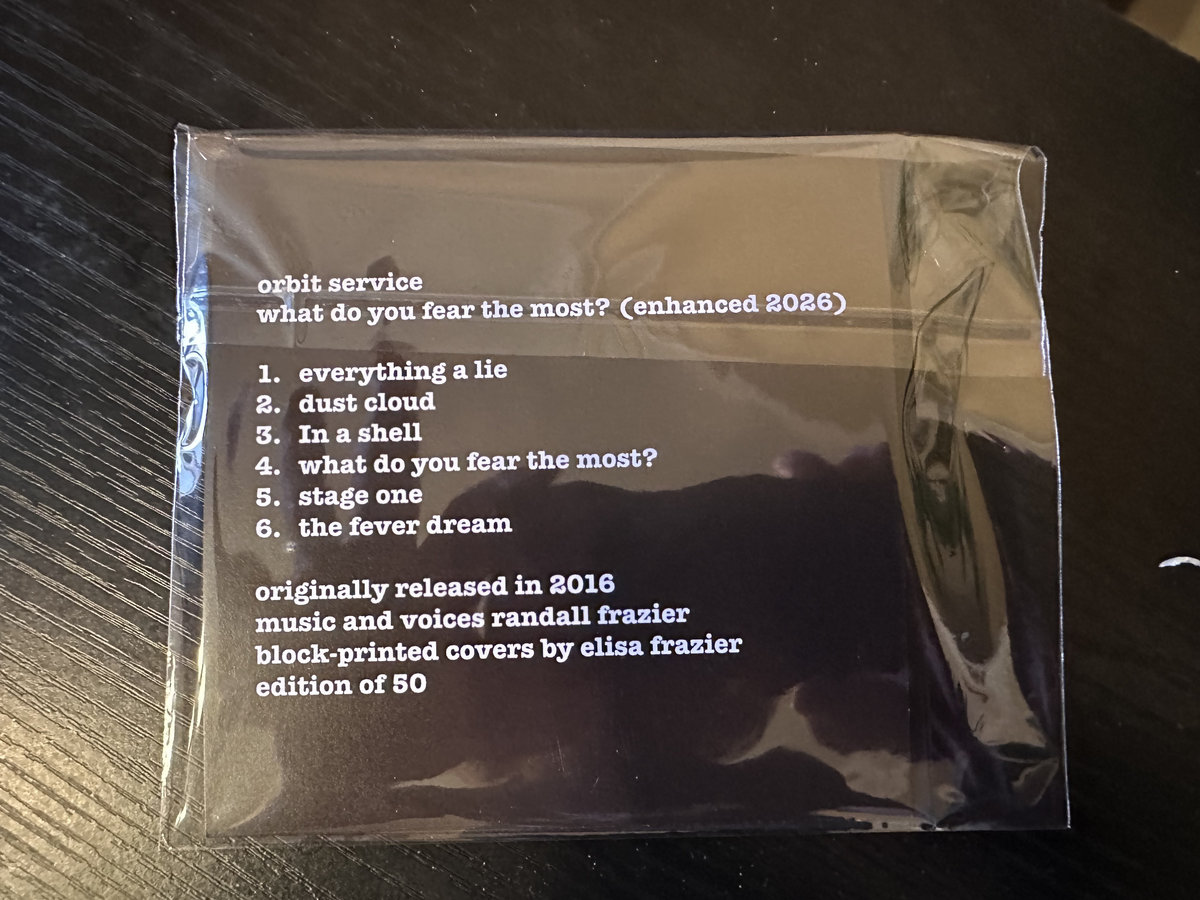 orbit service
what do you fear the most? (enhanced 2026)
1. everything a lie
2. dust cloud
3. In a shell
4. what do you fear the most?
5. stage one
6. the fever dream
originally released in 2016
music and voices randall frazier
block-printed covers by elisa frazier
edition of 50